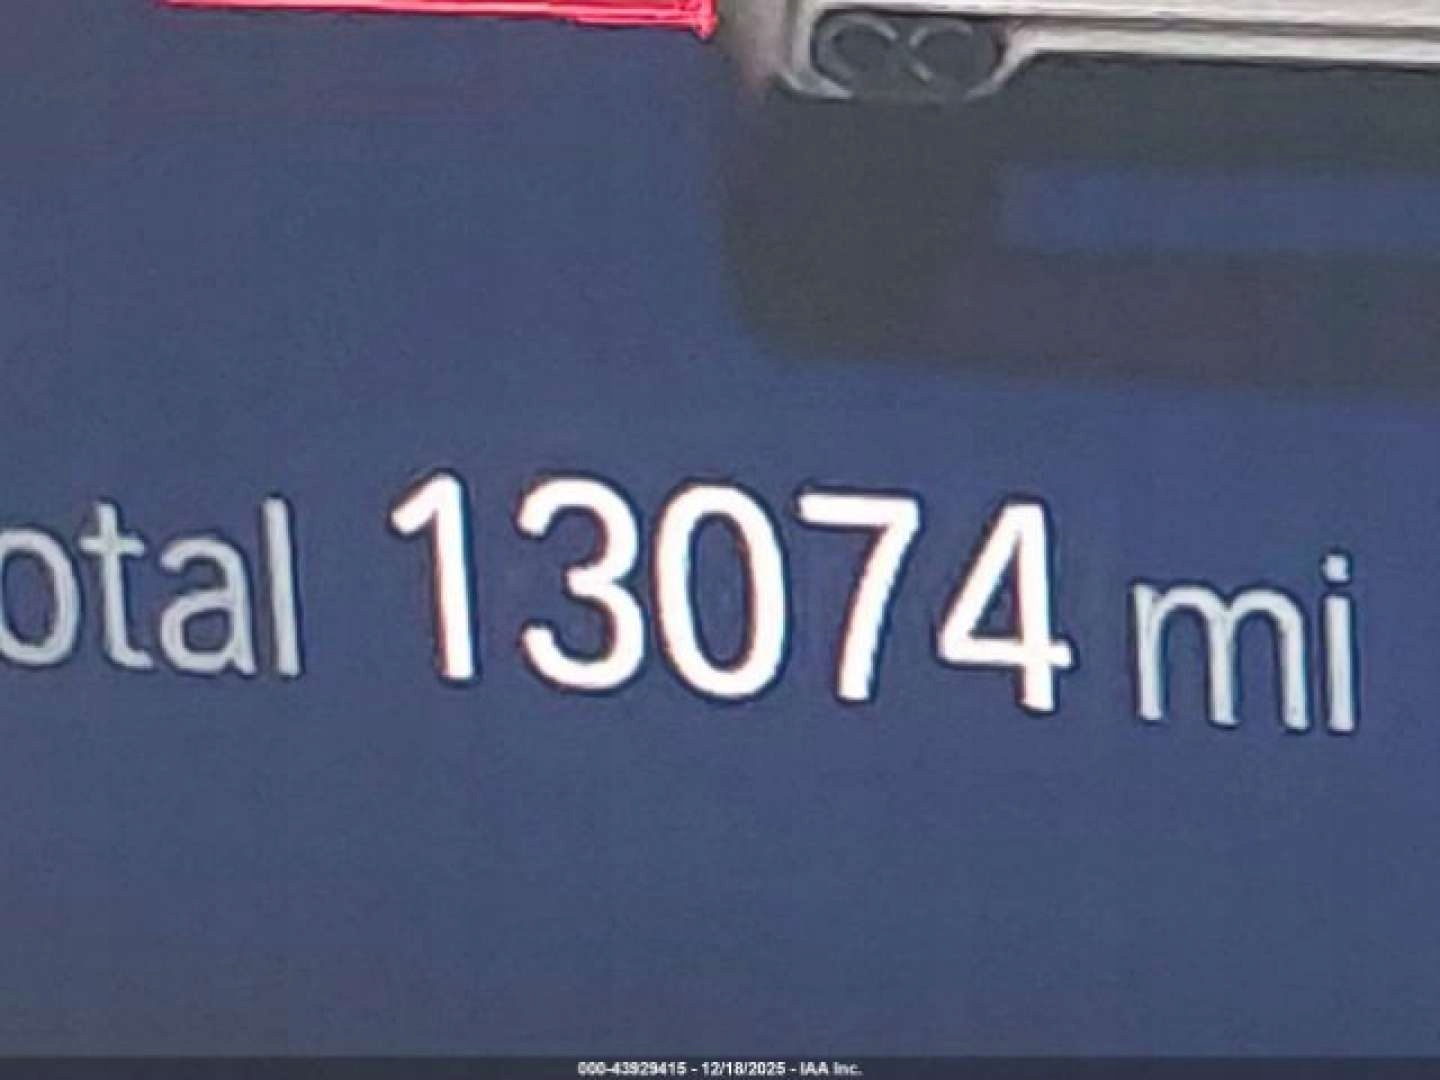 otal 13074 mi
000-43929415 - 12/18/2025 - IAA Inc.